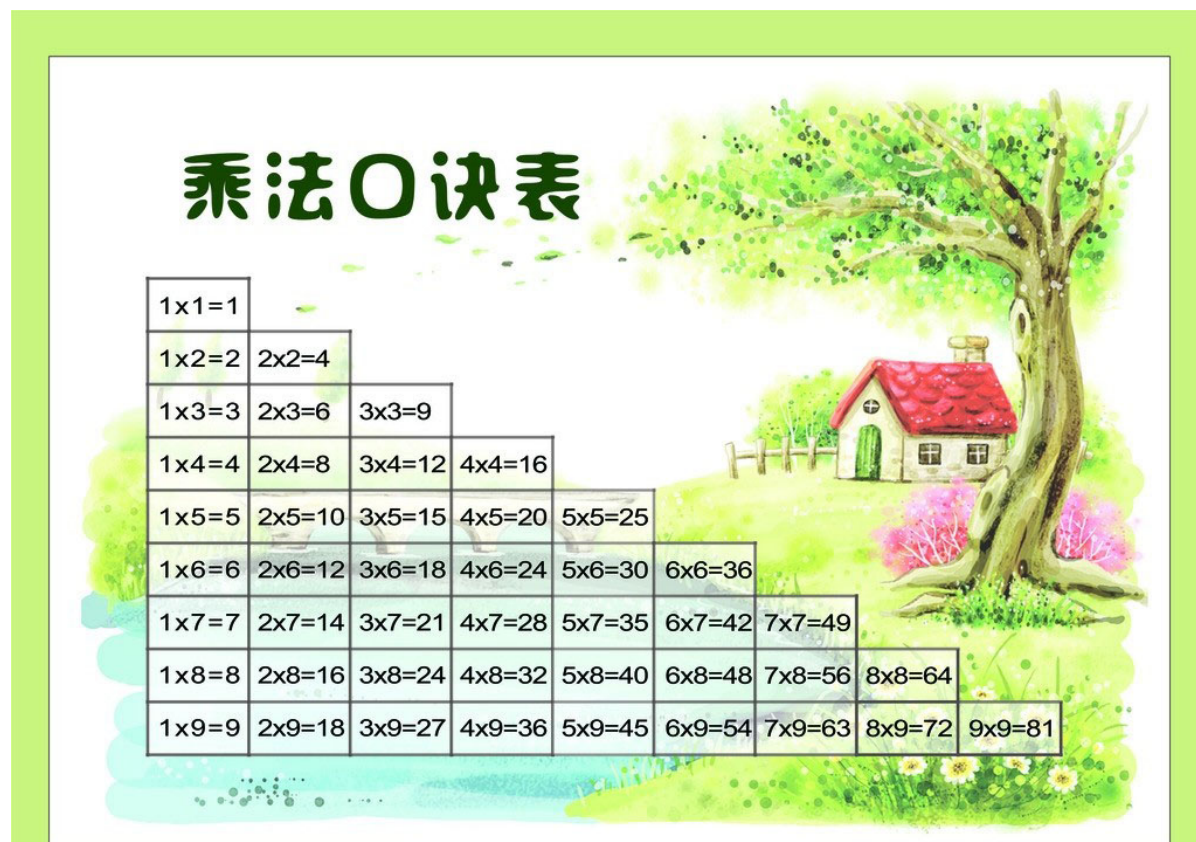 乘法口诀表
1x1=1
1x2=2 2x2=4
1x3=3 2x3=6 3x3=9
1x4=4 2x4=8 3x4=12 4x4=16
1x5=5 2x5=10 3x5=15 4x5=20 5x5=25
1x6=6 2x6=12 3x6=18 4x6=24 5x6=30 6x6=36
1x7=7 2x7=14 3x7=21 4x7=28 5x7=35 6x7=42 7x7=49
1x8=8 2x8=16 3x8=24 4x8=32 5x8=40 6x8=48 7x8=56 8x8=64
1x9=9 2x9=18 3x9=27 4x9=36 5x9=45 6x9=54 7x9=63 8x9=72 9x9=81